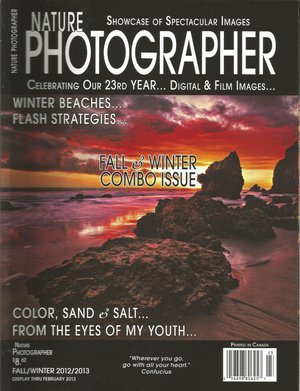 NATURE PHOTOGRAPHER
NATURE
SHOWCASE OF SPECTACULAR IMAGES
PHOTOGRAPHER
CELEBRATING OUR 23RD YEAR... DIGITAL & FILM IMAGES...
WINTER BEACHES...
FLASH STRATEGIES...
FALL & WINTER
COMBO ISSUE
COLOR, SAND & SALT...
FROM THE EYES OF MY YOUTH...
NATURE
PHOTOGRAPHER
FALL/WINTER 2012/2013
DISPLAY THRU FEBRUARY 2013
"Wherever you go,
go with all your heart."
Confucius
PRINTED IN CANADA